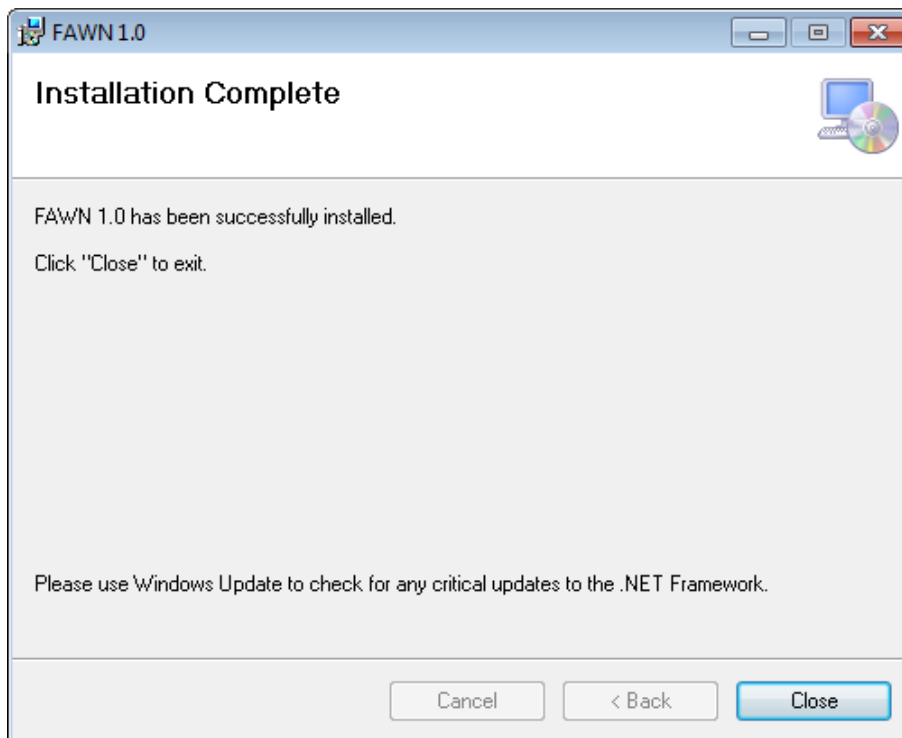 FAWN 1.0
Installation Complete
FAWN 1.0 has been successfully installed.
Click "Close" to exit.
Please use Windows Update to check for any critical updates to the .NET Framework.
Cancel
< Back
Close